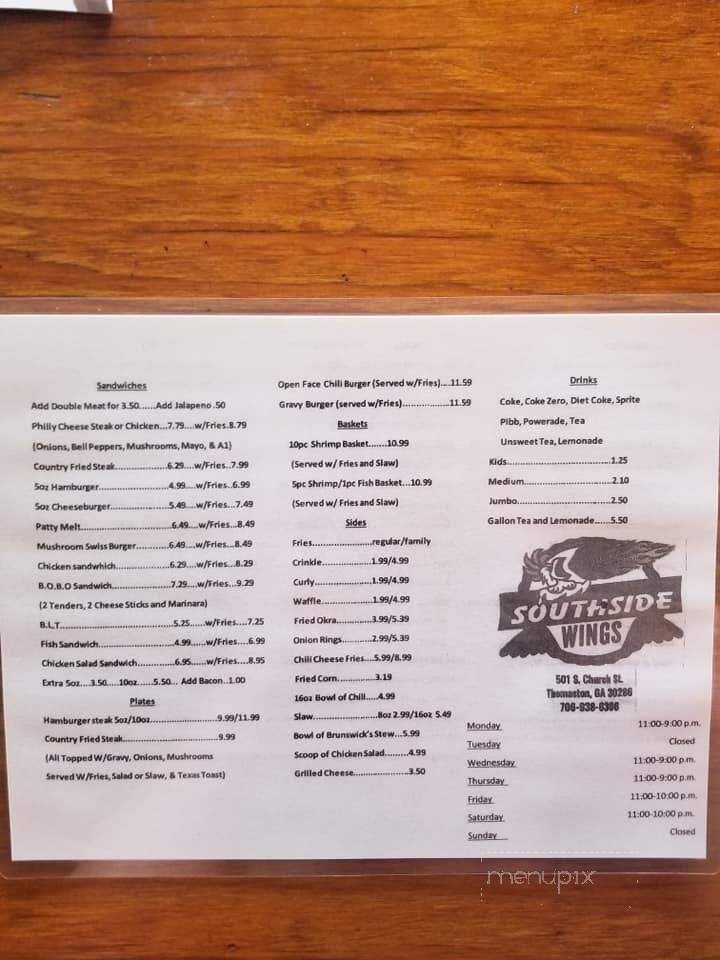 Sandwiches
Add Double Meat for 3.50......Add Jalapeno .50
Philly Cheese Steak or Chicken...7.79....w/Fries.8.79
(Onions, Bell Peppers, Mushrooms, Mayo, & A1)
Country Fried Steak.....................6.29....w/Fries...7.99
5oz Hamburger..........................4.99....w/Fries...6.99
5oz Cheeseburger......................5.49....w/Fries...7.49
Patty Melt..................................6.49....w/Fries...8.49
Mushroom Swiss Burger............6.49....w/Fries...8.49
Chicken sandwhich....................6.29....w/Fries...8.29
B.O.B.O Sandwich.....................7.29....w/Fries...9.29
(2 Tenders, 2 Cheese Sticks and Marinara)
B.L.T..........................................5.25......w/Fries....7.25
Fish Sandwich...........................4.99......w/Fries....6.99
Chicken Salad Sandwich.............6.95......w/Fries....8.95
Extra 5oz....3.50.....10oz......5.50... Add Bacon..1.00
Plates
Hamburger steak 5oz/10oz........................9.99/11.99
Country Fried Steak..................................9.99
(All Topped W/Gravy, Onions, Mushrooms
Served W/Fries, Salad or Slaw, & Texas Toast)
Open Face Chili Burger (Served w/Fries)....11.59
Gravy Burger (served w/Fries)...................11.59
Baskets
10pc Shrimp Basket.......10.99
(Served w/ Fries and Slaw)
5pc Shrimp/1pc Fish Basket...10.99
(Served w/ Fries and Slaw)
Sides
Fries......................regular/family
Crinkle....................1.99/4.99
Curly......................1.99/4.99
Waffle....................1.99/4.99
Fried Okra..............3.99/5.39
Onion Rings...........2.99/5.39
Chili Cheese Fries...5.99/8.99
Fried Corn..............3.19
16oz Bowl of Chill.....4.99
Slaw........................8oz 2.99/16oz 5.49
Bowl of Brunswick's Stew...5.99
Scoop of Chicken Salad.........4.99
Grilled Cheese.....................3.50
Drinks
Coke, Coke Zero, Diet Coke, Sprite
Pibb, Powerade, Tea
Unsweet Tea, Lemonade
Kids....................................1.25
Medium..............................2.10
Jumbo.................................2.50
Gallon Tea and Lemonade......5.50
SOUTHSIDE
WINGS
501 S. Church St.
Thomaston, GA 30286
706-938-6306
Monday 11:00-9:00 p.m.
Tuesday Closed
Wednesday 11:00-9:00 p.m.
Thursday 11:00-9:00 p.m.
Friday 11:00-10:00 p.m.
Saturday 11:00-10:00 p.m.
Sunday Closed
menupix